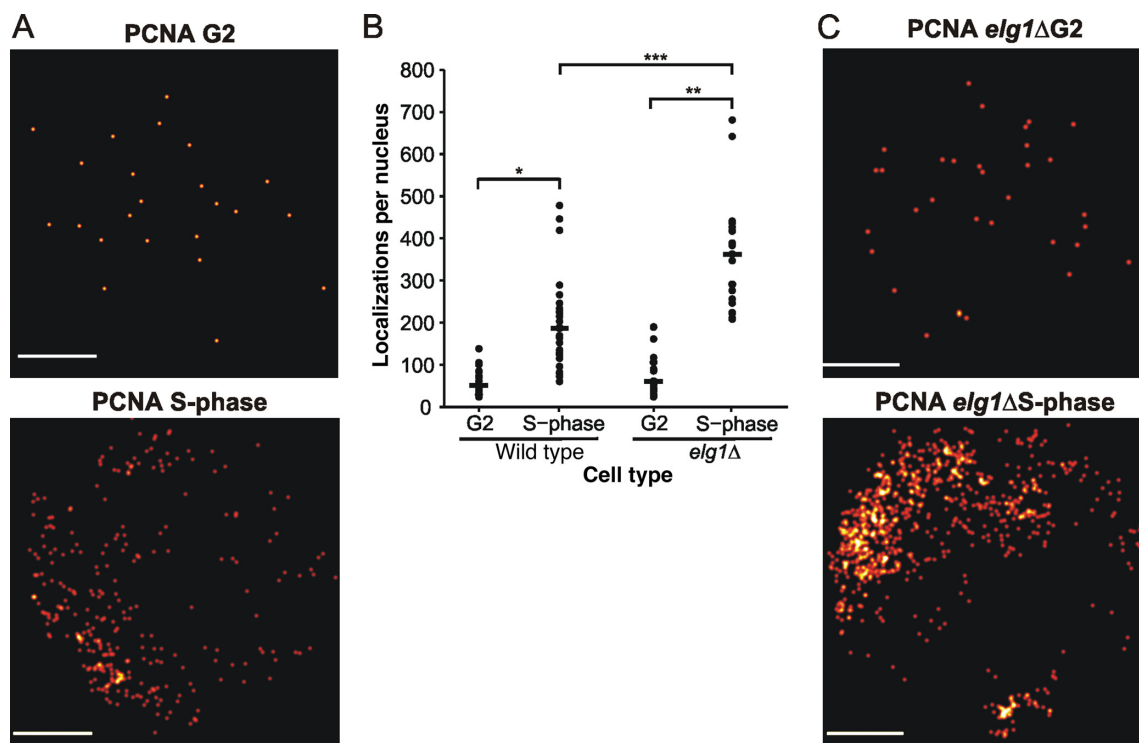 A
PCNA G2
PCNA S-phase
B
Localizations per nucleus
800
700
600
500
400
300
200
100
0
*
**
***
G2 S-phase G2 S-phase
Wild type elg1Δ
Cell type
C
PCNA elg1ΔG2
PCNA elg1ΔS-phase